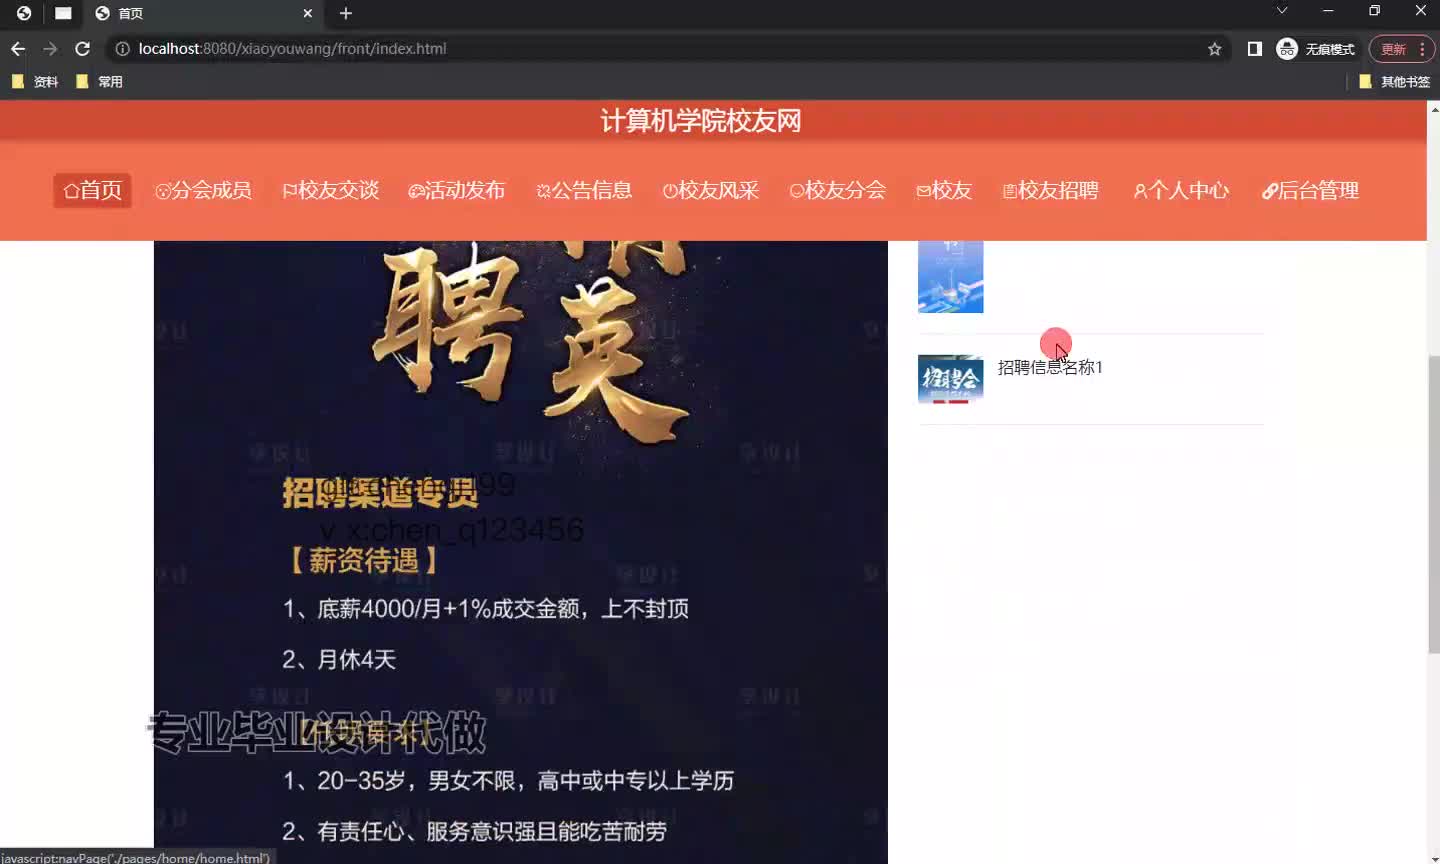 首页
localhost:8080/xiaoyouwang/front/index.html
无痕模式
更新
资料
常用
其他书签
计算机学院校友网
首页
分会成员
校友交谈
活动发布
公告信息
校友风采
校友分会
校友
校友招聘
个人中心
后台管理
聘
英
招聘会
招聘信息名称1
招聘渠道专员
v x:chen_q123456
【薪资待遇】
1、底薪4000/月+1%成交金额，上不封顶
2、月休4天
专业毕业设计代做
1、20-35岁，男女不限，高中或中专以上学历
2、有责任心、服务意识强且能吃苦耐劳
javascript:navPage('./pages/home/home.html')